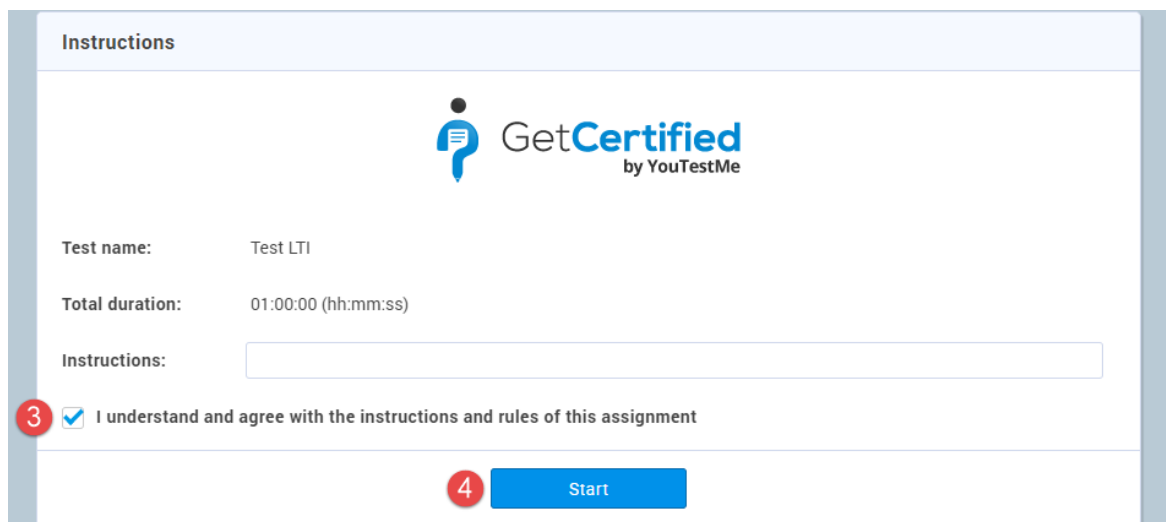 Instructions
GetCertified
by YouTestMe
Test name: Test LTI
Total duration: 01:00:00 (hh:mm:ss)
Instructions:
3 I understand and agree with the instructions and rules of this assignment
4 Start